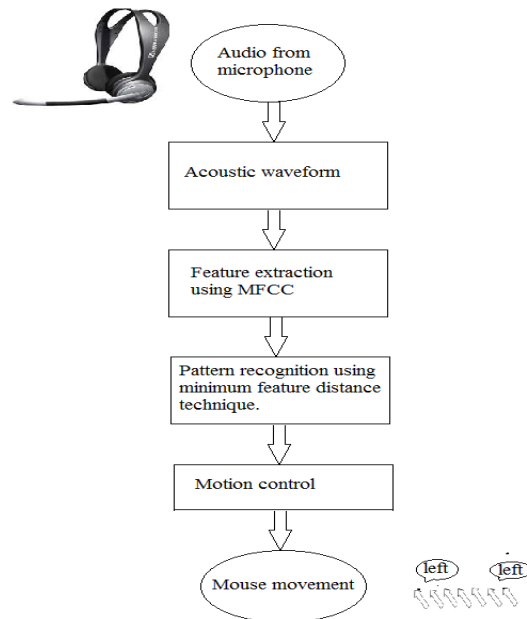 Audio from
microphone
Acoustic waveform
Feature extraction
using MFCC
Pattern recognition using
minimum feature distance
technique.
Motion control
Mouse movement
left
left